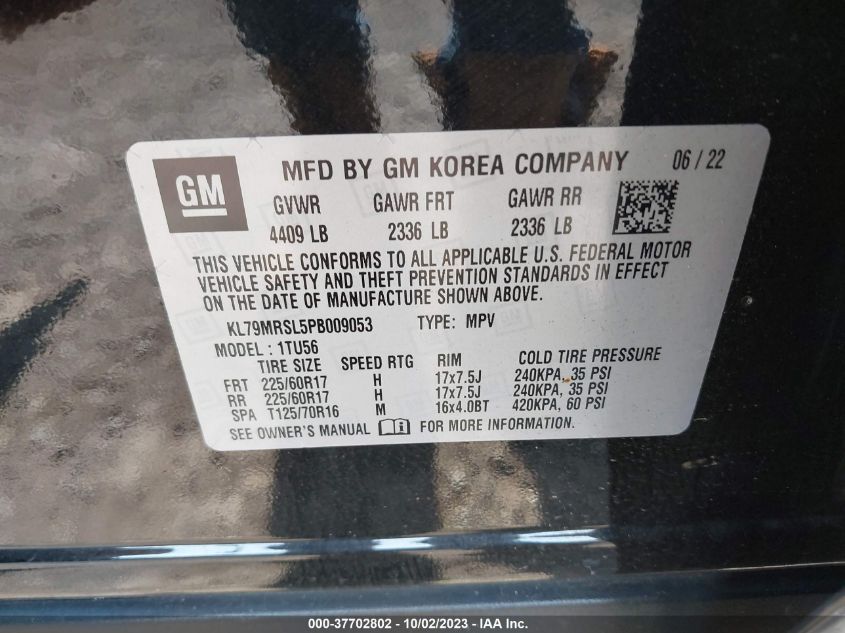 GM
MFD BY GM KOREA COMPANY 06 / 22
GVWR GAWR FRT GAWR RR
4409 LB 2336 LB 2336 LB
THIS VEHICLE CONFORMS TO ALL APPLICABLE U.S. FEDERAL MOTOR
VEHICLE SAFETY AND THEFT PREVENTION STANDARDS IN EFFECT
ON THE DATE OF MANUFACTURE SHOWN ABOVE.
KL79MRSL5PB009053 TYPE: MPV
MODEL : 1TU56
TIRE SIZE SPEED RTG RIM COLD TIRE PRESSURE
FRT 225/60R17 H 17x7.5J 240KPA, 35 PSI
RR 225/60R17 H 17x7.5J 240KPA, 35 PSI
SPA T125/70R16 M 16x4.0BT 420KPA, 60 PSI
SEE OWNER'S MANUAL FOR MORE INFORMATION.
000-37702802 - 10/02/2023 - IAA Inc.